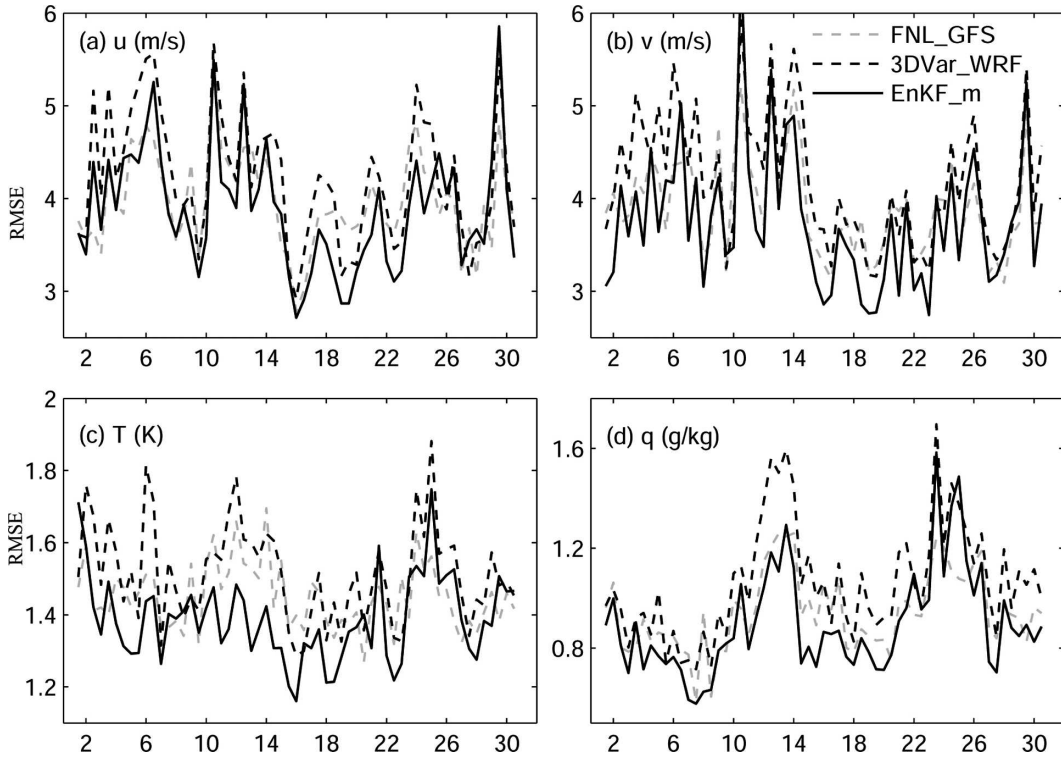 6
5
4
3
RMSE
(a) u (m/s)
2 6 10 14 18 22 26 30
6
5
4
3
(b) v (m/s)
FNL_GFS
3DVar_WRF
EnKF_m
2 6 10 14 18 22 26 30
2
1.8
1.6
1.4
1.2
RMSE
(c) T (K)
2 6 10 14 18 22 26 30
1.6
1.2
0.8
(d) q (g/kg)
2 6 10 14 18 22 26 30